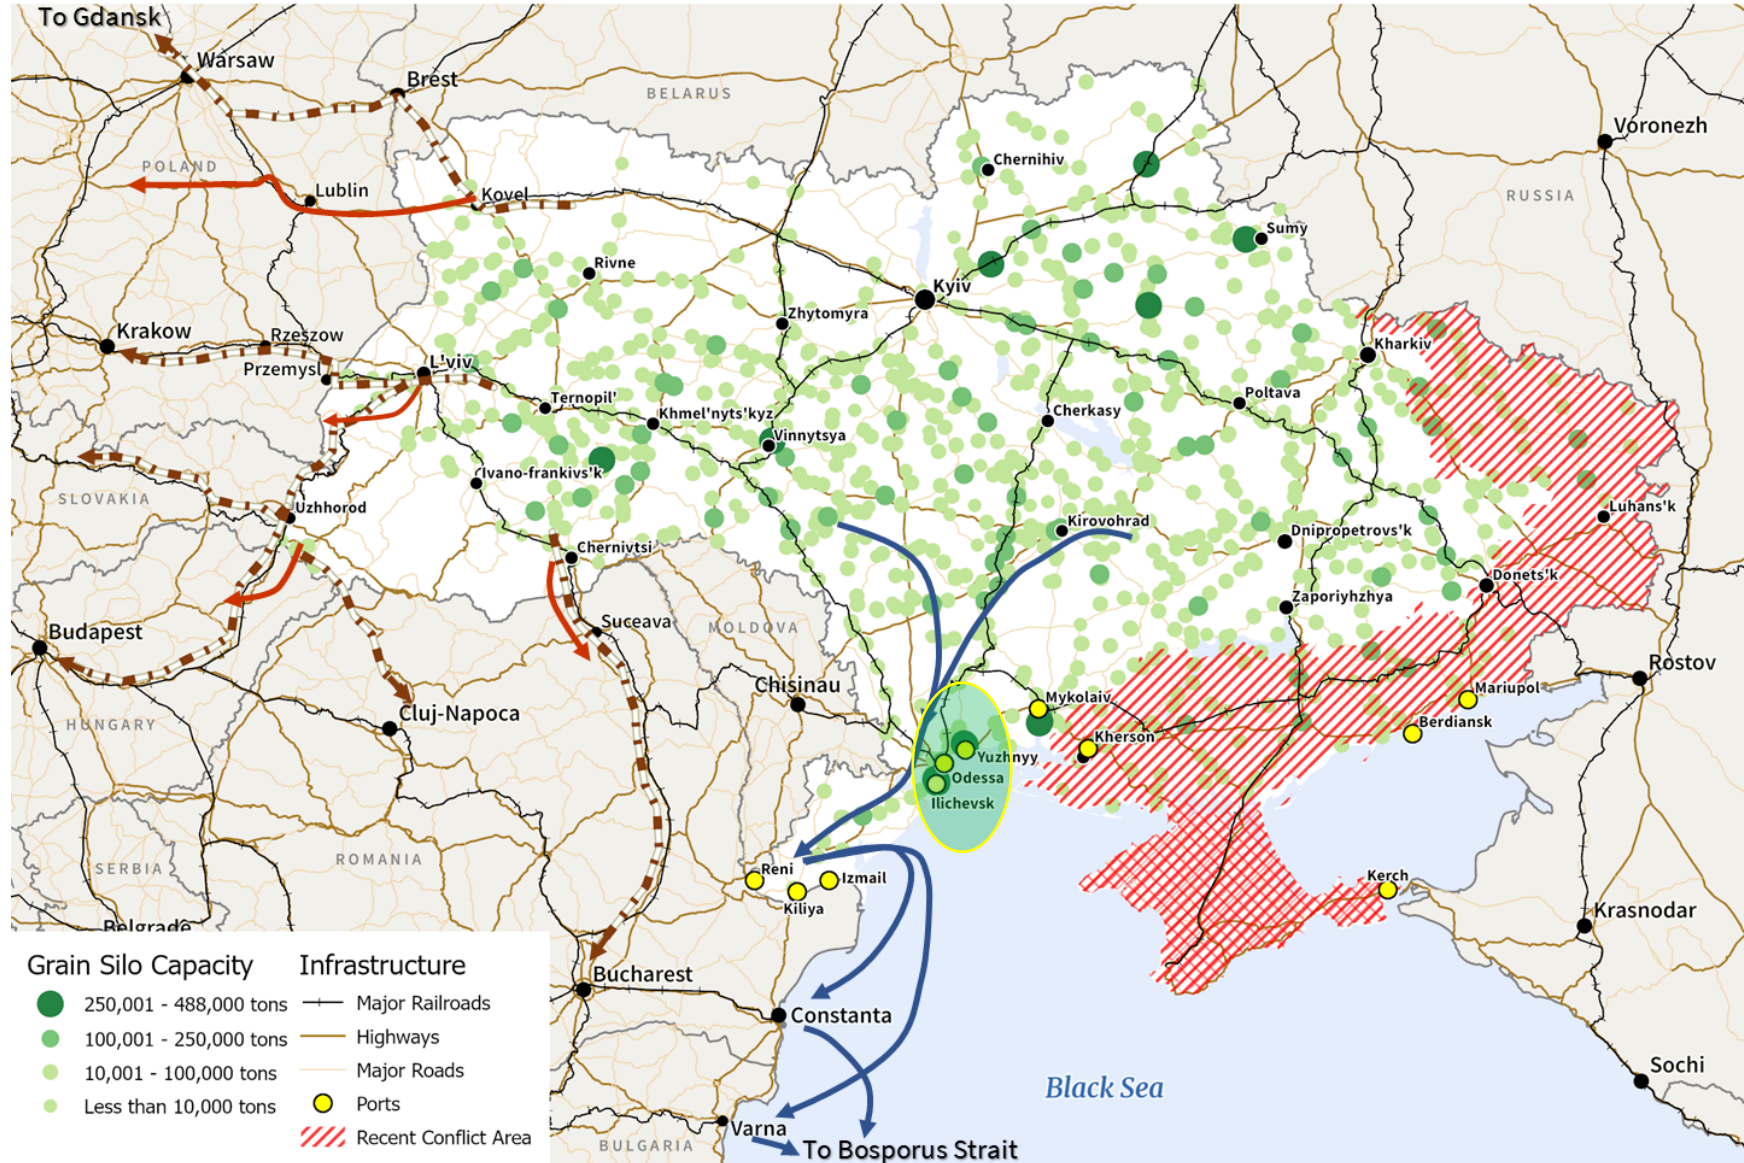 To Gdansk
Warsaw
Brest
BELARUS
Voronezh
POLAND
Chernihiv
Lublin
Kovel
RUSSIA
Sumy
Rivne
Kyiv
Zhytomyra
Krakow
Rzeszow
Kharkiv
Przemysl
L'viv
Ternopil'
Khmel'nyts'kyz
Cherkasy
Poltava
Vinnytsya
Ivano-frankivs'k
SLOVAKIA
Uzhhorod
Luhans'k
Kirovohrad
Dnipropetrovs'k
Chernivtsi
Donets'k
Zaporiyhzhya
Suceava
Budapest
MOLDOVA
Rostov
Chisinau
Mykolaiv
Mariupol
Cluj-Napoca
HUNGARY
Kherson
Berdiansk
Yuzhnyy
Odessa
Ilichevsk
ROMANIA
SERBIA
Reni
Izmail
Kiliya
Kerch
Krasnodar
Belgrade
Bucharest
Constanta
Sochi
Black Sea
Varna
BULGARIA
To Bosporus Strait
Grain Silo Capacity
250,001 - 488,000 tons
100,001 - 250,000 tons
10,001 - 100,000 tons
Less than 10,000 tons
Infrastructure
Major Railroads
Highways
Major Roads
Ports
Recent Conflict Area